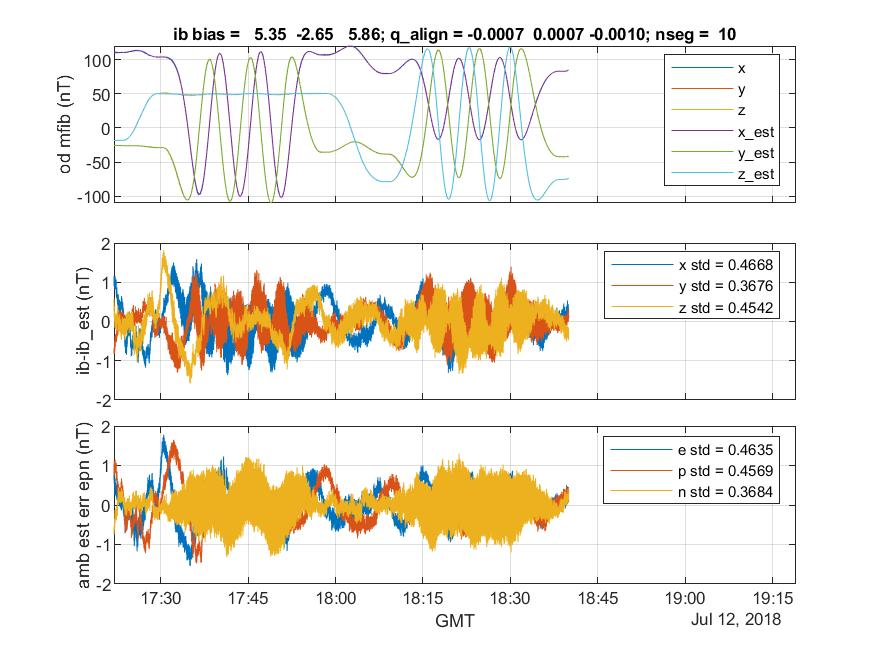 ib bias =   5.35  -2.65   5.86; q_align = -0.0007  0.0007 -0.0010; nseg =  10
od mfib (nT)
100
50
0
-50
-100
x
y
z
x_est
y_est
z_est
ib-ib_est (nT)
2
1
0
-1
-2
x std = 0.4668
y std = 0.3676
z std = 0.4542
amb est err epn (nT)
2
1
0
-1
-2
e std = 0.4635
p std = 0.4569
n std = 0.3684
17:30 17:45 18:00 18:15 18:30 18:45 19:00 19:15
GMT
Jul 12, 2018